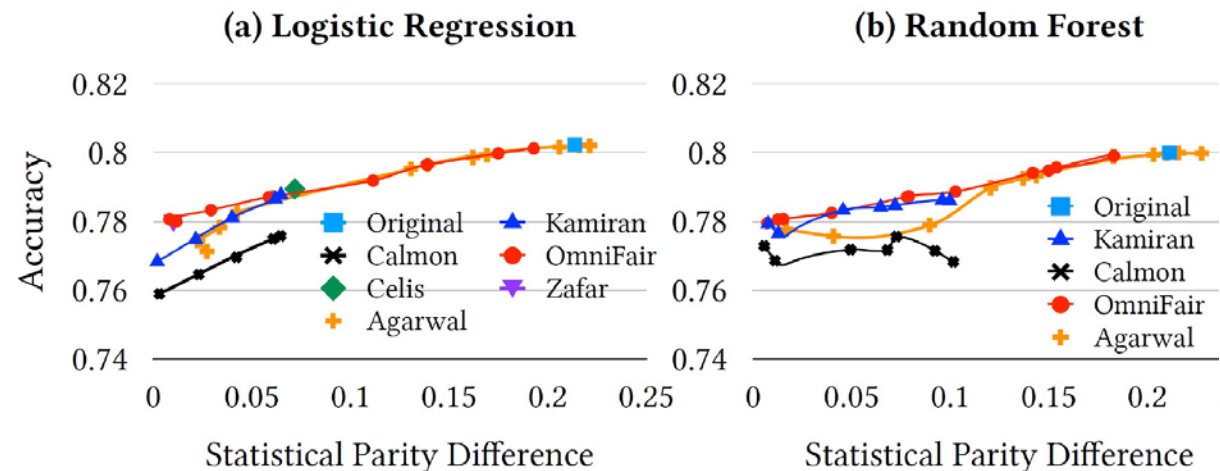 (a) Logistic Regression
(b) Random Forest
Accuracy
0.82
0.8
0.78
0.76
0.74
0
0.05
0.1
0.15
0.2
0.25
Statistical Parity Difference
Original
Calmon
Celis
Agarwal
Kamiran
OmniFair
Zafar
0.82
0.8
0.78
0.76
0.74
0
0.05
0.1
0.15
0.2
Statistical Parity Difference
Original
Kamiran
Calmon
OmniFair
Agarwal